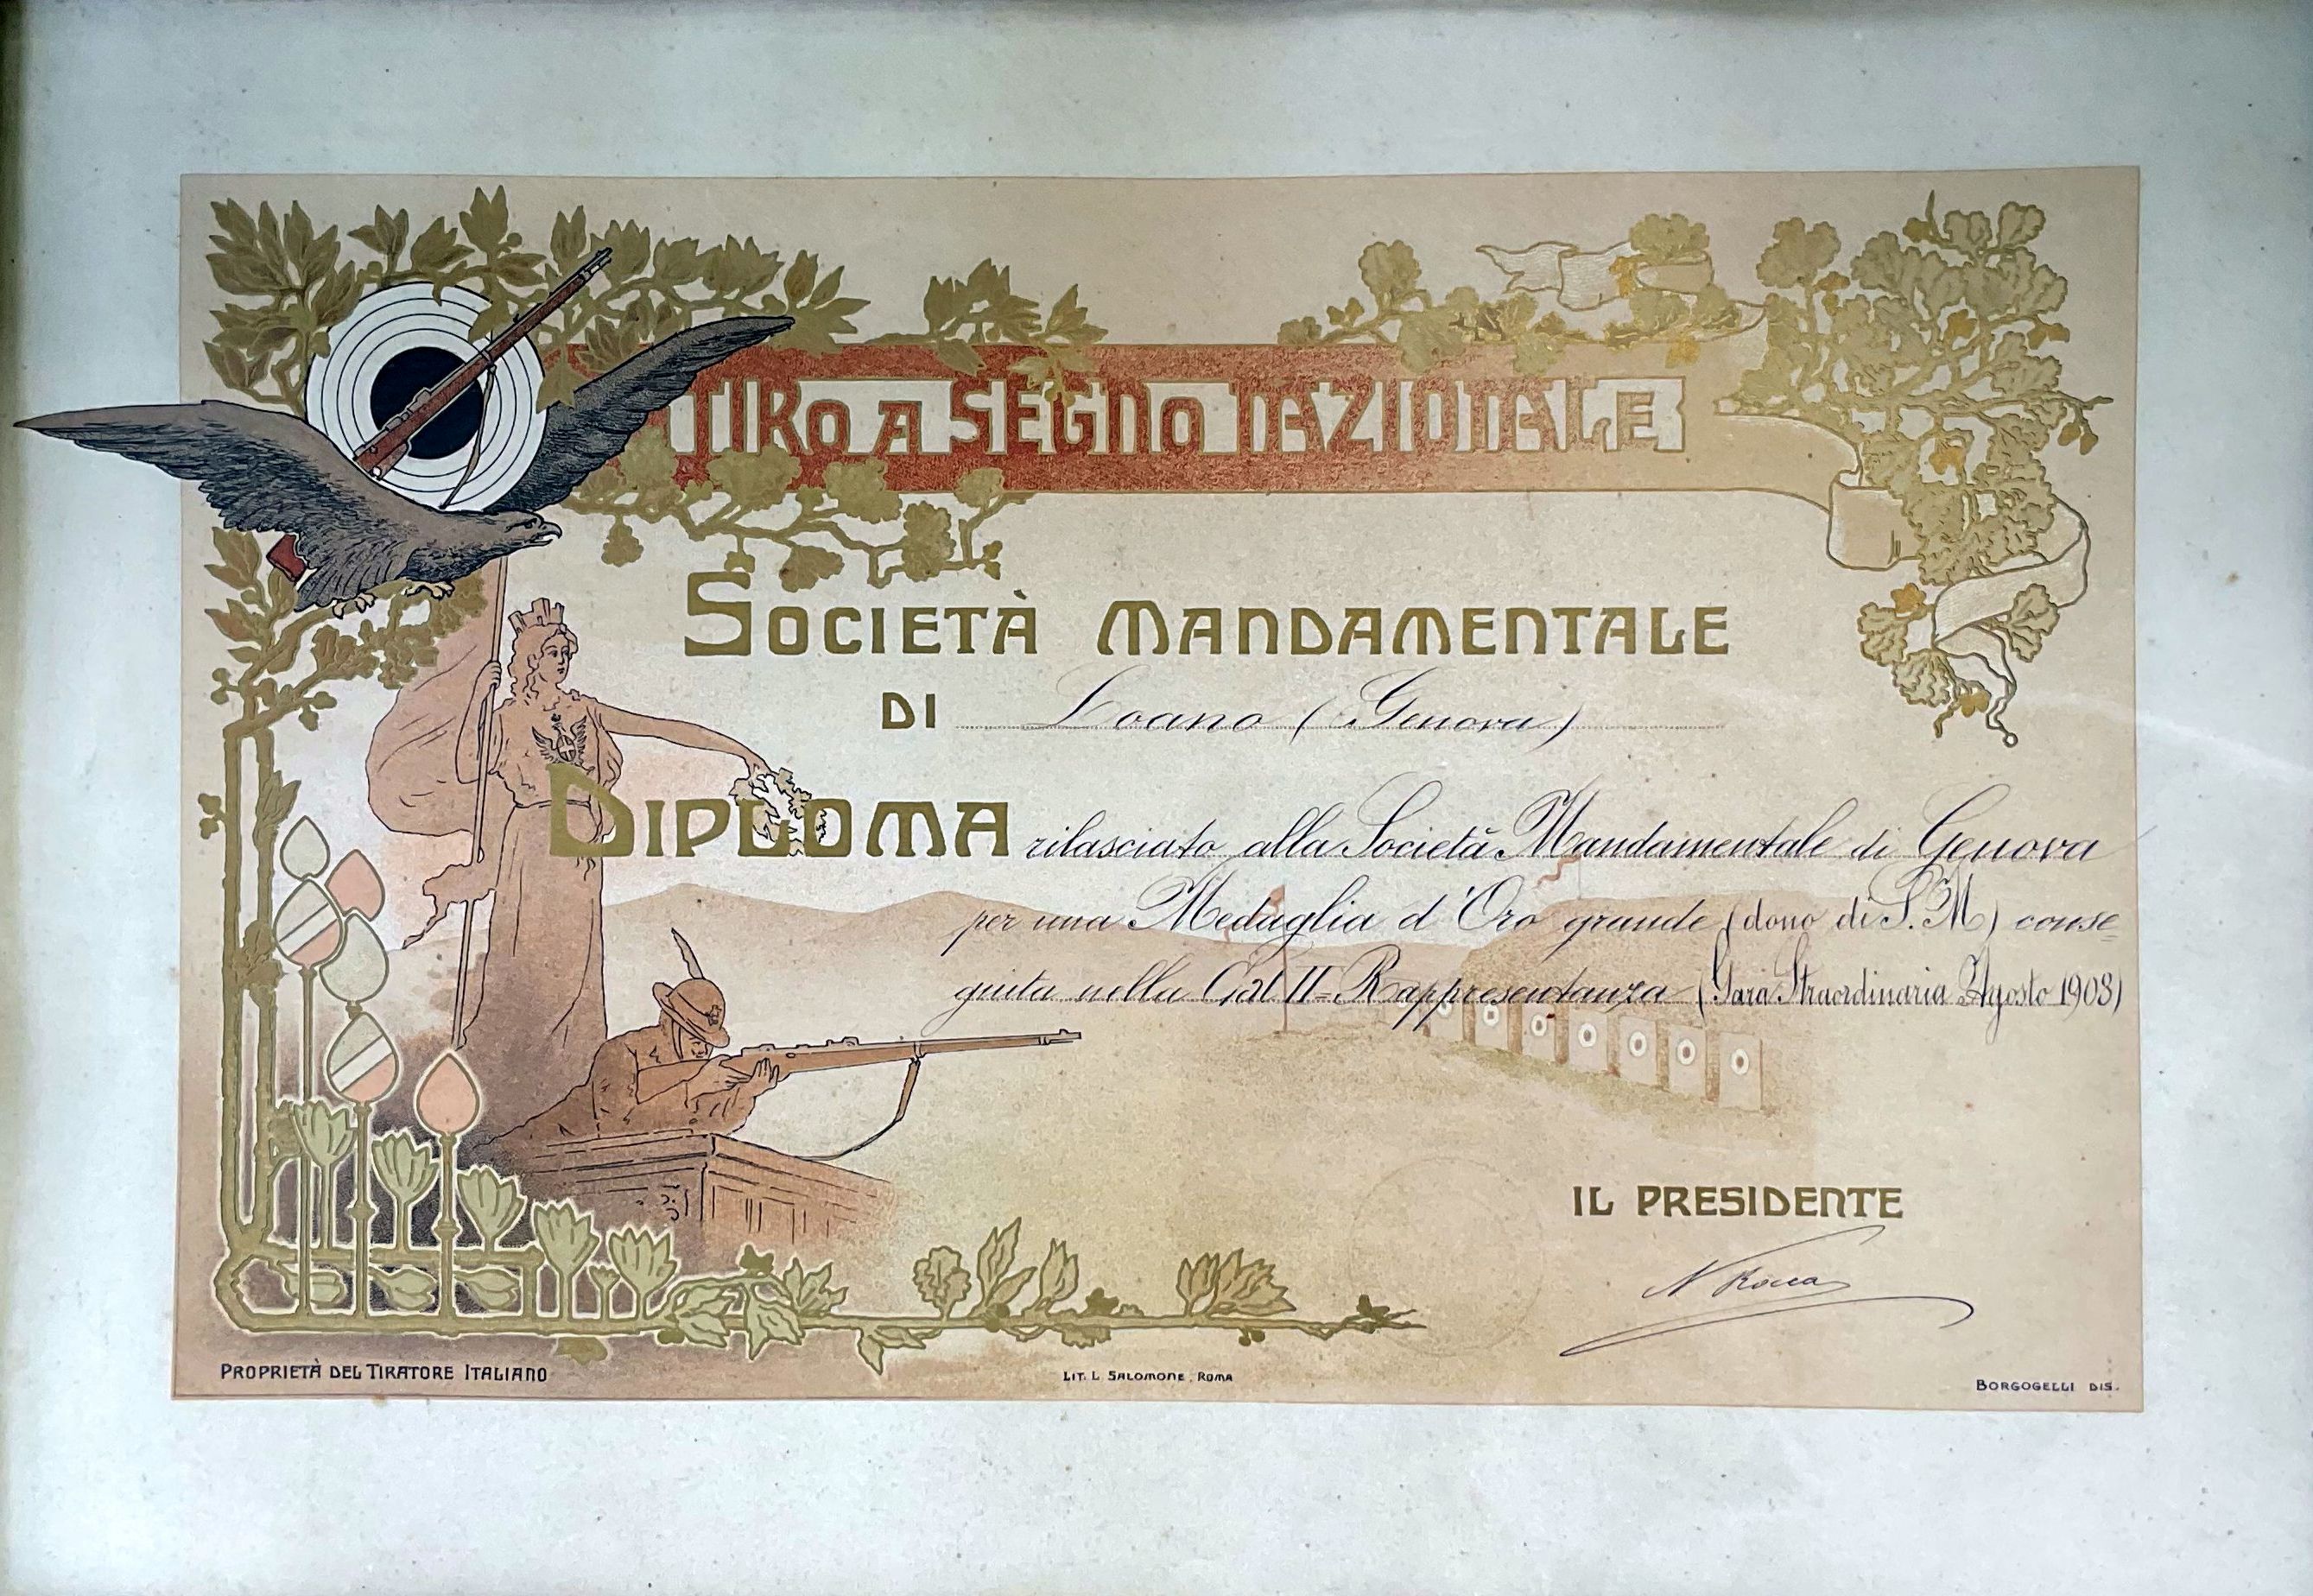 TIRO A SEGNO NAZIONALE
SOCIETÀ MANDAMENTALE
DI Loano (Genova)
DIPLOMA rilasciato alla Società Mandamentale di Genova
per una Medaglia d'Oro grande (dono di S. M) conse=
guita nella Cat II= Rappresentanza (Gara Straordinaria Agosto 1908)
IL PRESIDENTE
N Rocca
PROPRIETÀ DEL TIRATORE ITALIANO
LIT. L. SALOMONE. ROMA
BORGOGELLI DIS.